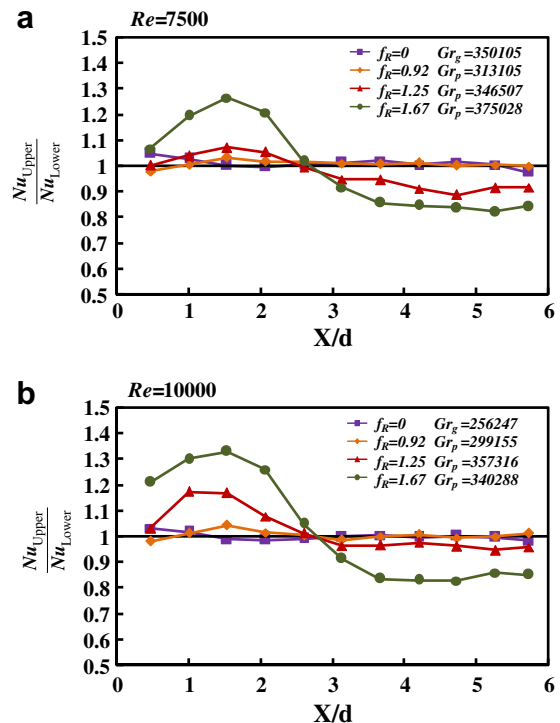 a
Re=7500
1.5
1.4
1.3
1.2
1.1
1
0.9
0.8
0.7
0.6
0.5
Nu_Upper
Nu_Lower
f_R=0 Gr_g=350105
f_R=0.92 Gr_p=313105
f_R=1.25 Gr_p=346507
f_R=1.67 Gr_p=375028
0 1 2 3 4 5 6
X/d
b
Re=10000
1.5
1.4
1.3
1.2
1.1
1
0.9
0.8
0.7
0.6
0.5
Nu_Upper
Nu_Lower
f_R=0 Gr_g=256247
f_R=0.92 Gr_p=299155
f_R=1.25 Gr_p=357316
f_R=1.67 Gr_p=340288
0 1 2 3 4 5 6
X/d